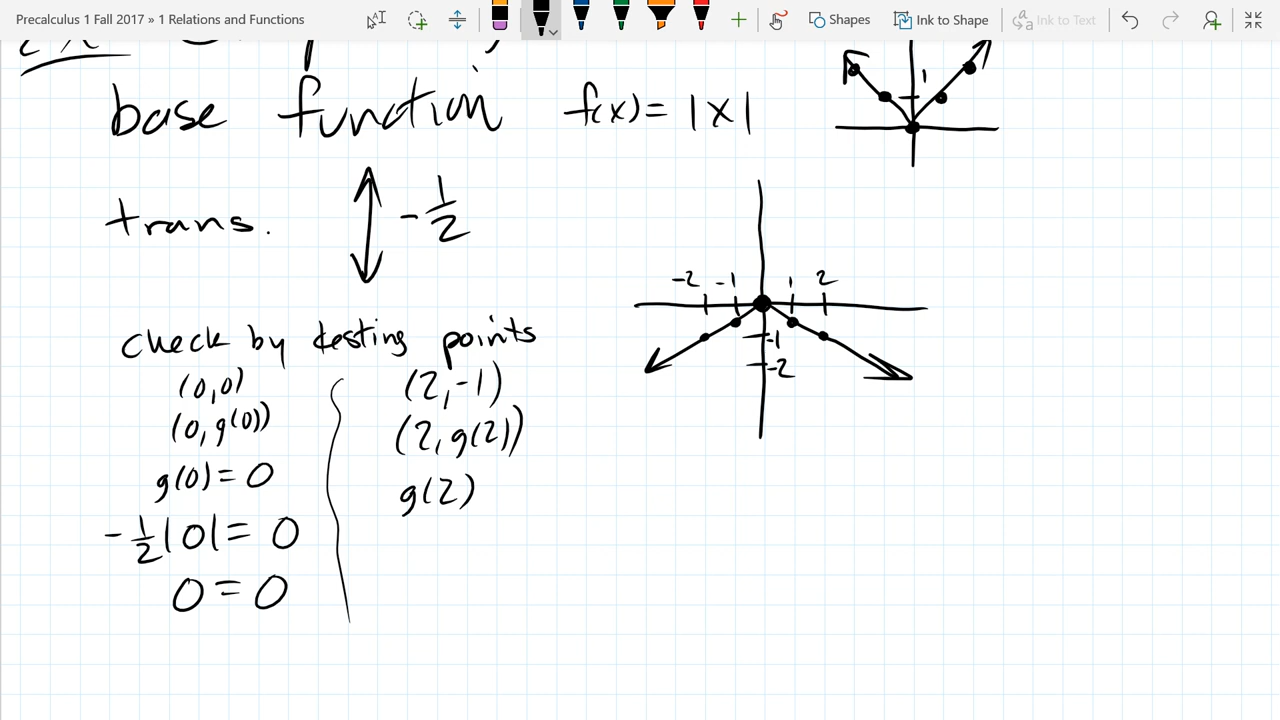 Precalculus 1 Fall 2017 » 1 Relations and Functions
Shapes
Ink to Shape
Ink to Text
base function f(x) = |x|
1
trans. -1/2
-2 -1 1 2
-1
-2
check by testing points
(0,0)
(0,g(0))
g(0) = 0
-1/2|0| = 0
0 = 0
(2,-1)
(2,g(2))
g(2)